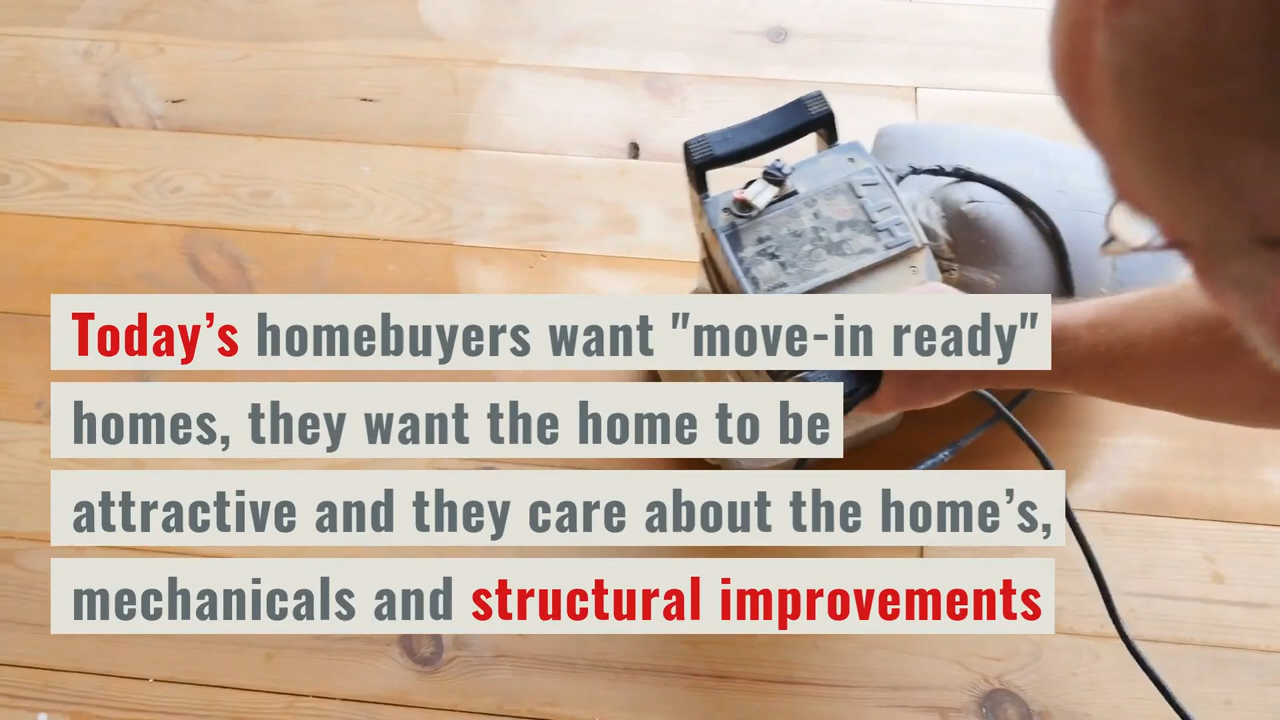 Today’s homebuyers want "move-in ready"
homes, they want the home to be
attractive and they care about the home’s,
mechanicals and structural improvements